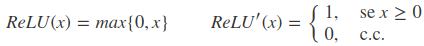 ReLU(x) = max{0, x} ReLU′(x) = { 1, se x ≥ 0
0, c.c.